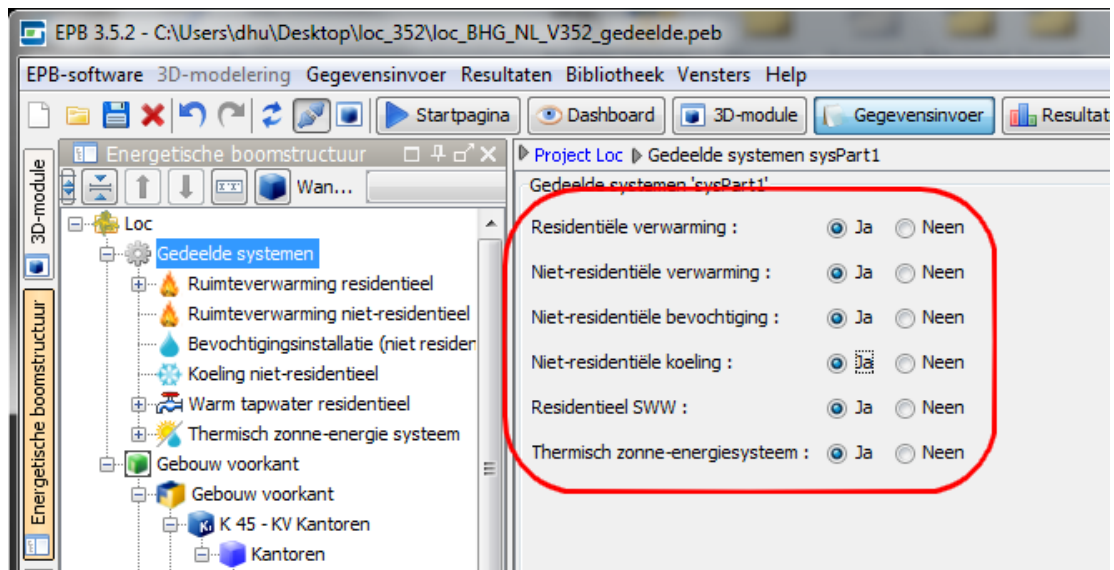 EPB 3.5.2 - C:\Users\dhu\Desktop\loc_352\loc_BHG_NL_V352_gedeelde.peb
EPB-software 3D-modelering Gegevensinvoer Resultaten Bibliotheek Vensters Help
Startpagina Dashboard 3D-module Gegevensinvoer Resultat
3D-module
Energetische boomstructuur
Energetische boomstructuur
Wan...
Loc
Gedeelde systemen
Ruimteverwarming residentieel
Ruimteverwarming niet-residentieel
Bevochtigingsinstallatie (niet residen
Koeling niet-residentieel
Warm tapwater residentieel
Thermisch zonne-energie systeem
Gebouw voorkant
Gebouw voorkant
K 45 - KV Kantoren
Kantoren
Project Loc Gedeelde systemen sysPart1
Gedeelde systemen 'sysPart1'
Residentiële verwarming : Ja Neen
Niet-residentiële verwarming : Ja Neen
Niet-residentiële bevochtiging : Ja Neen
Niet-residentiële koeling : Ja Neen
Residentieel SWW : Ja Neen
Thermisch zonne-energiesysteem : Ja Neen